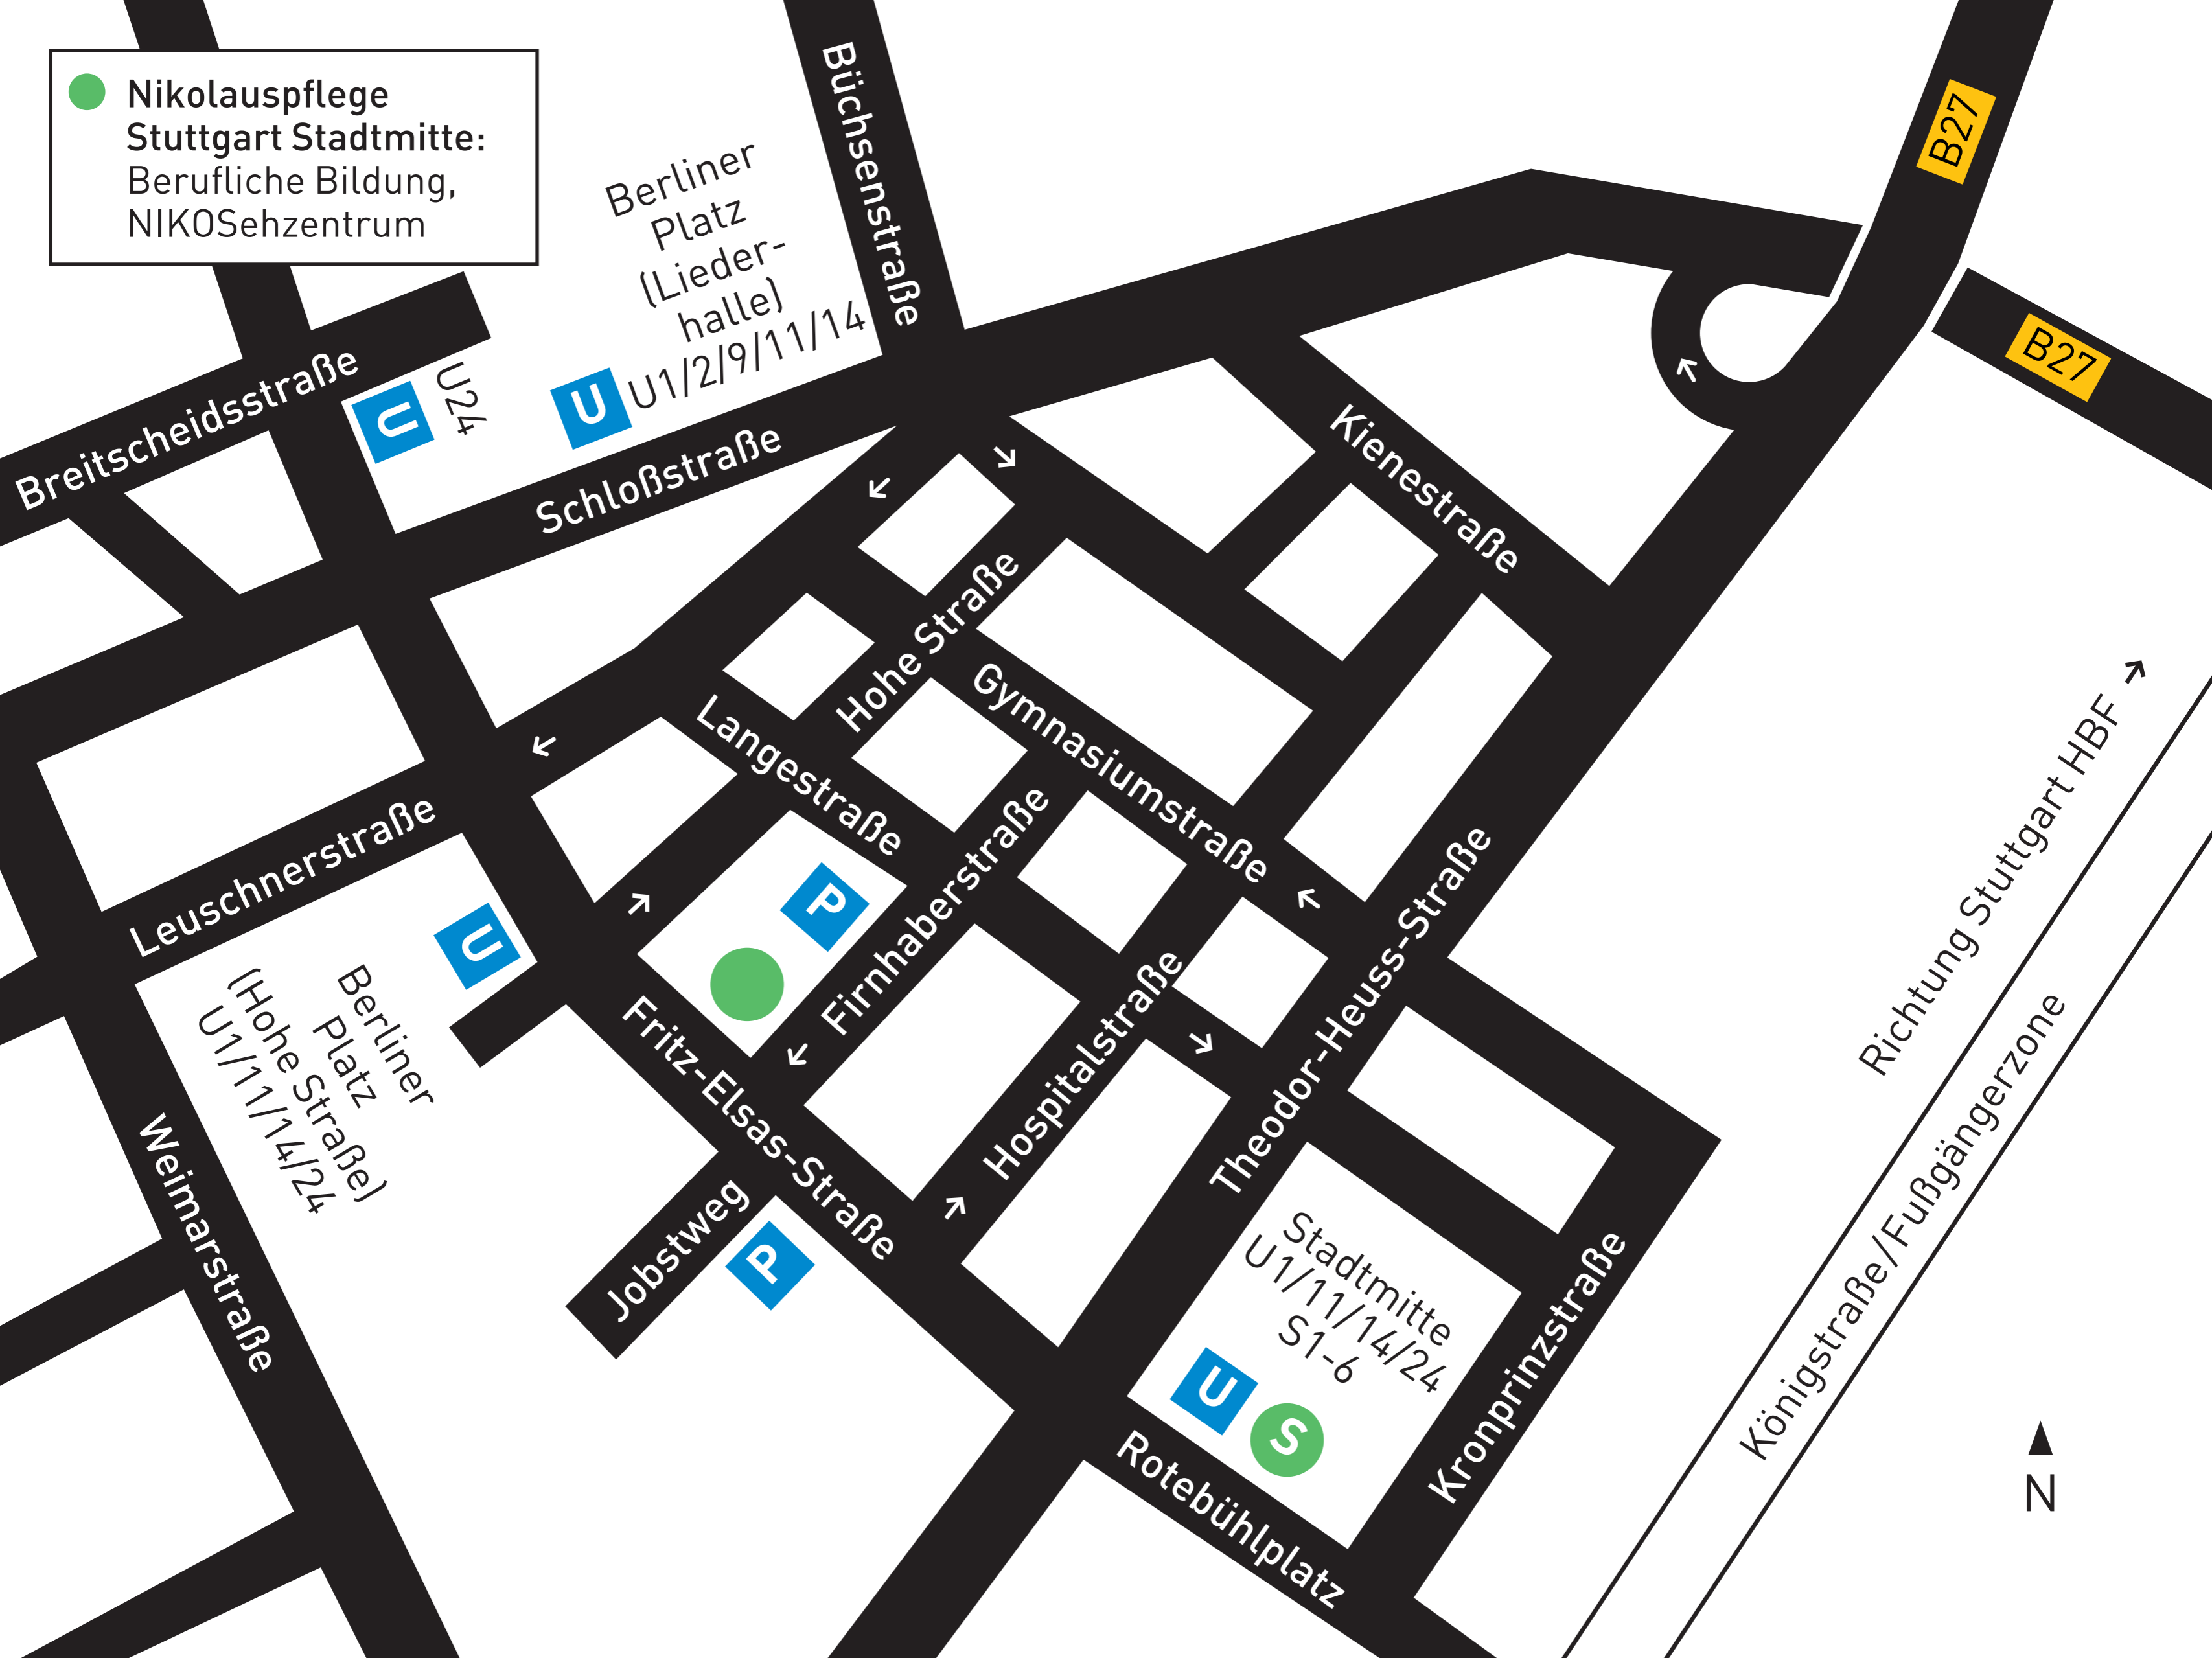 Nikolauspflege
Stuttgart Stadtmitte:
Berufliche Bildung,
NIKOSehzentrum
Büchsenstraße
B27
B27
Berliner
Platz
(Lieder-
halle)
U1/2/9/11/14
U
U
U24
Breitscheidsstraße
Schloßstraße
Kienestraße
Hohe Straße
Gymnasiumstraße
Langestraße
Leuschnerstraße
P
Firnhaberstraße
U
Berliner
Platz
(Hohe Straße)
U1/11/14/24
Fritz-Elsas-Straße
Hospitalstraße
Theodor-Heuss-Straße
Richtung Stuttgart HBF
Königstraße/Fußgängerzone
Weimarstraße
Jobstweg
P
Stadtmitte
U1/11/14/24
S1-6
U
S
Kronprinzstraße
Rotebühlplatz
N